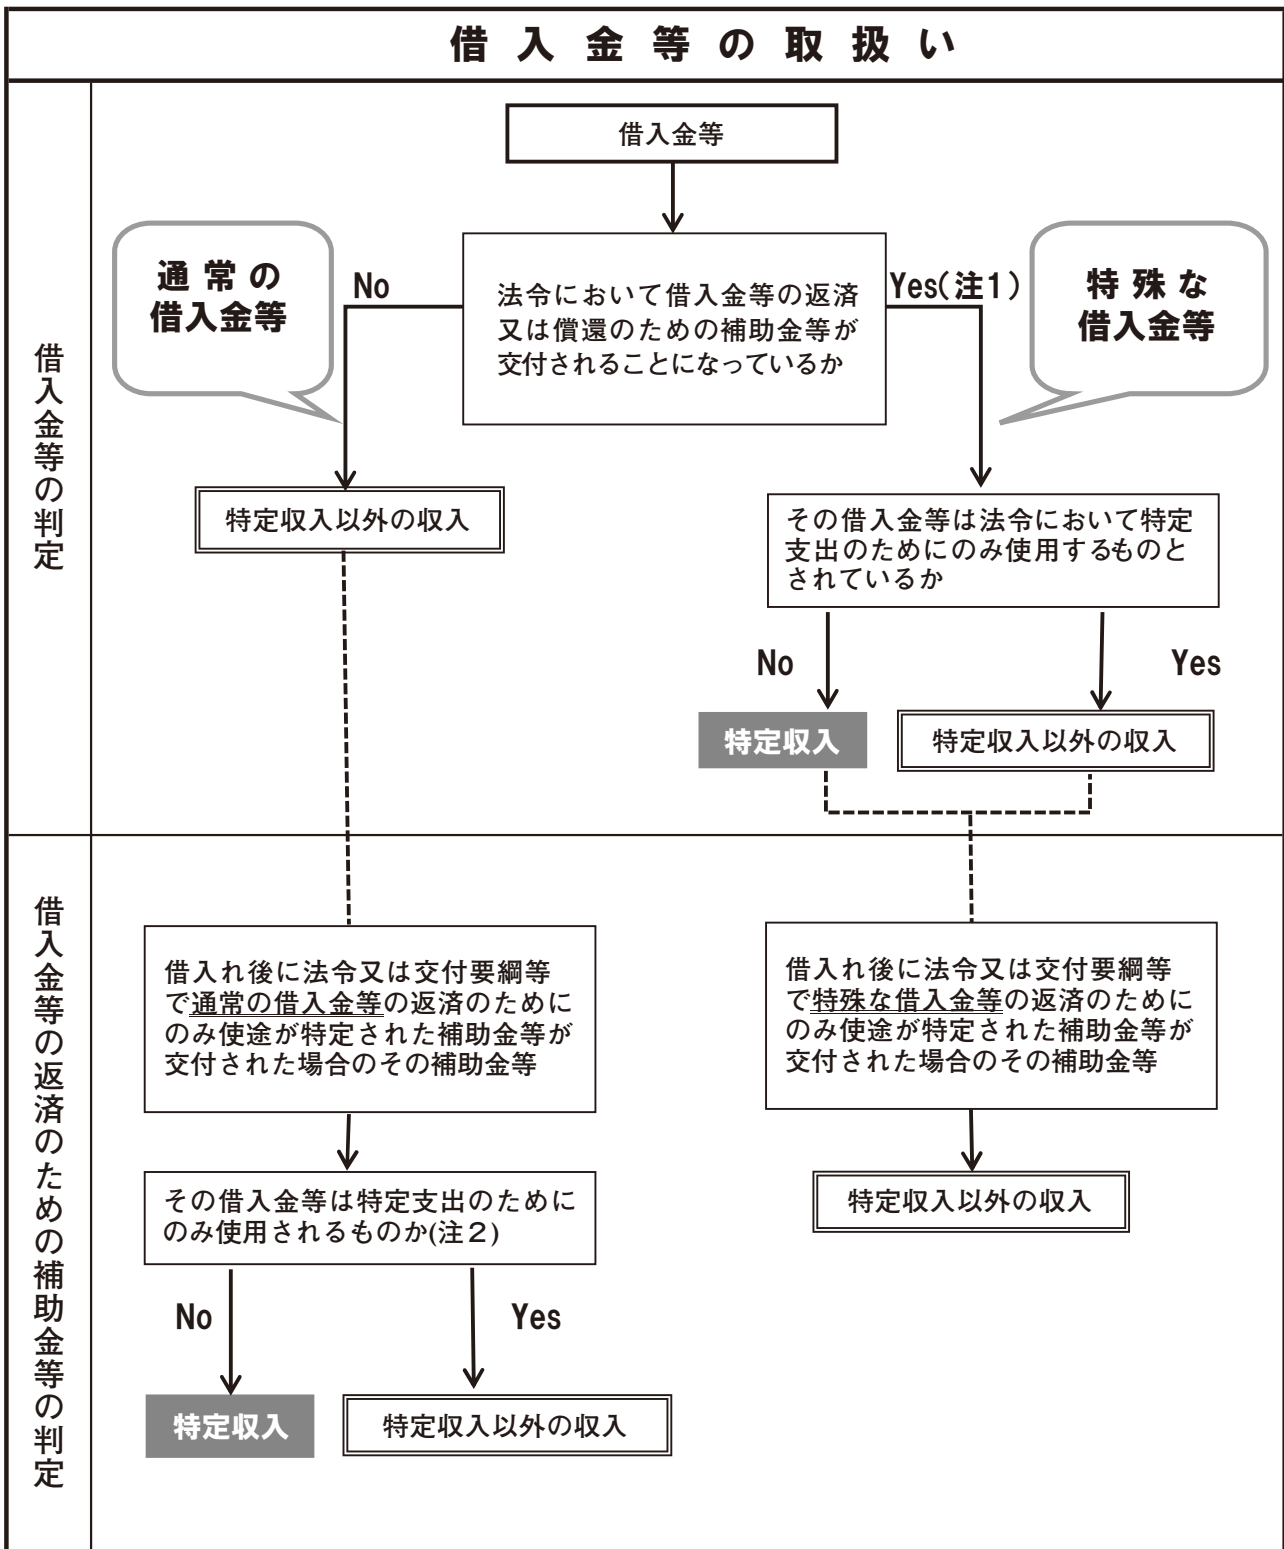 借入金等の取扱い
借入金等の判定
借入金等
通常の
借入金等
No
法令において借入金等の返済
又は償還のための補助金等が
交付されることになっているか
Yes(注1)
特殊な
借入金等
特定収入以外の収入
その借入金等は法令において特定
支出のためにのみ使用するものと
されているか
No
Yes
特定収入
特定収入以外の収入
借入金等の返済のための補助金等の判定
借入れ後に法令又は交付要綱等
で通常の借入金等の返済のために
のみ使途が特定された補助金等が
交付された場合のその補助金等
借入れ後に法令又は交付要綱等
で特殊な借入金等の返済のために
のみ使途が特定された補助金等が
交付された場合のその補助金等
その借入金等は特定支出のために
のみ使用されるものか(注2)
特定収入以外の収入
No
Yes
特定収入
特定収入以外の収入